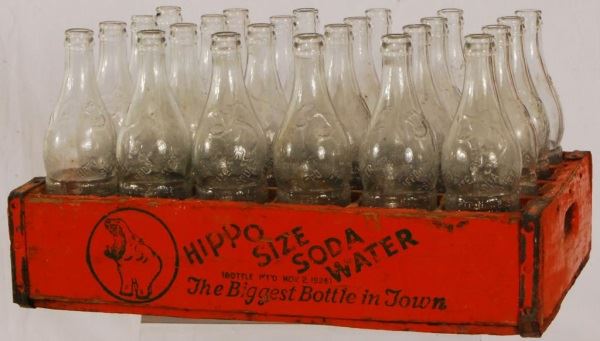 HIPPO
SIZE
SODA
WATER
(BOTTLE PT'D NOV. 2, 1926)
The Biggest Bottle in Town